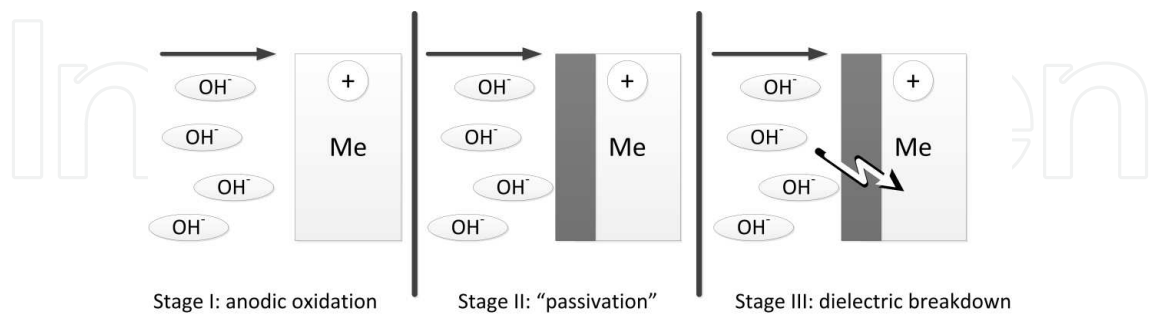 OH⁻ + OH⁻ + OH⁻ +
OH⁻ Me OH⁻ Me OH⁻ Me
OH⁻ OH⁻ OH⁻
OH⁻ OH⁻ OH⁻
Stage I: anodic oxidation Stage II: “passivation” Stage III: dielectric breakdown